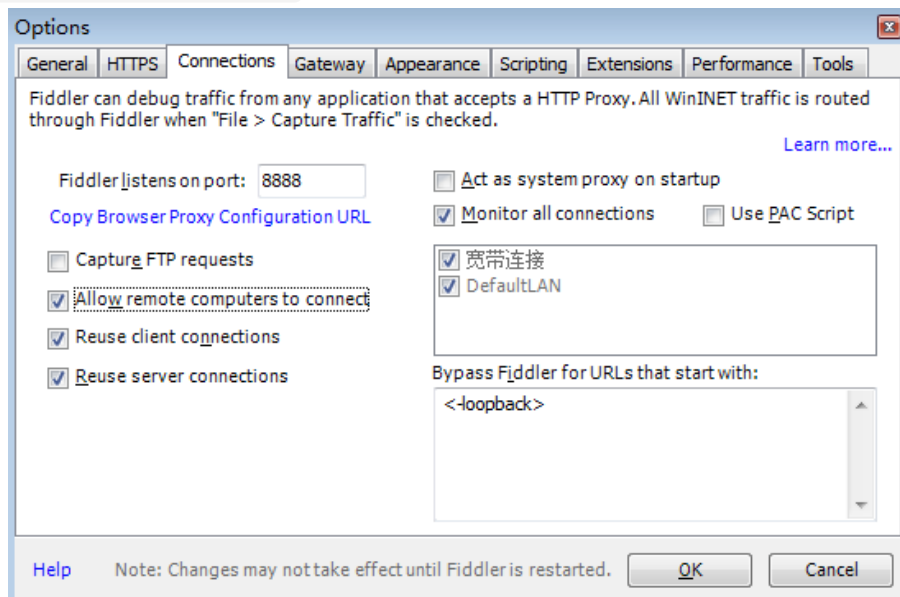 Options
General HTTPS Connections Gateway Appearance Scripting Extensions Performance Tools
Fiddler can debug traffic from any application that accepts a HTTP Proxy. All WinINET traffic is routed
through Fiddler when "File > Capture Traffic" is checked.
Learn more...
Fiddler listens on port: 8888
Copy Browser Proxy Configuration URL
Capture FTP requests
Allow remote computers to connect
Reuse client connections
Reuse server connections
Act as system proxy on startup
Monitor all connections Use PAC Script
宽带连接
DefaultLAN
Bypass Fiddler for URLs that start with:
<-loopback>
Help Note: Changes may not take effect until Fiddler is restarted. OK Cancel